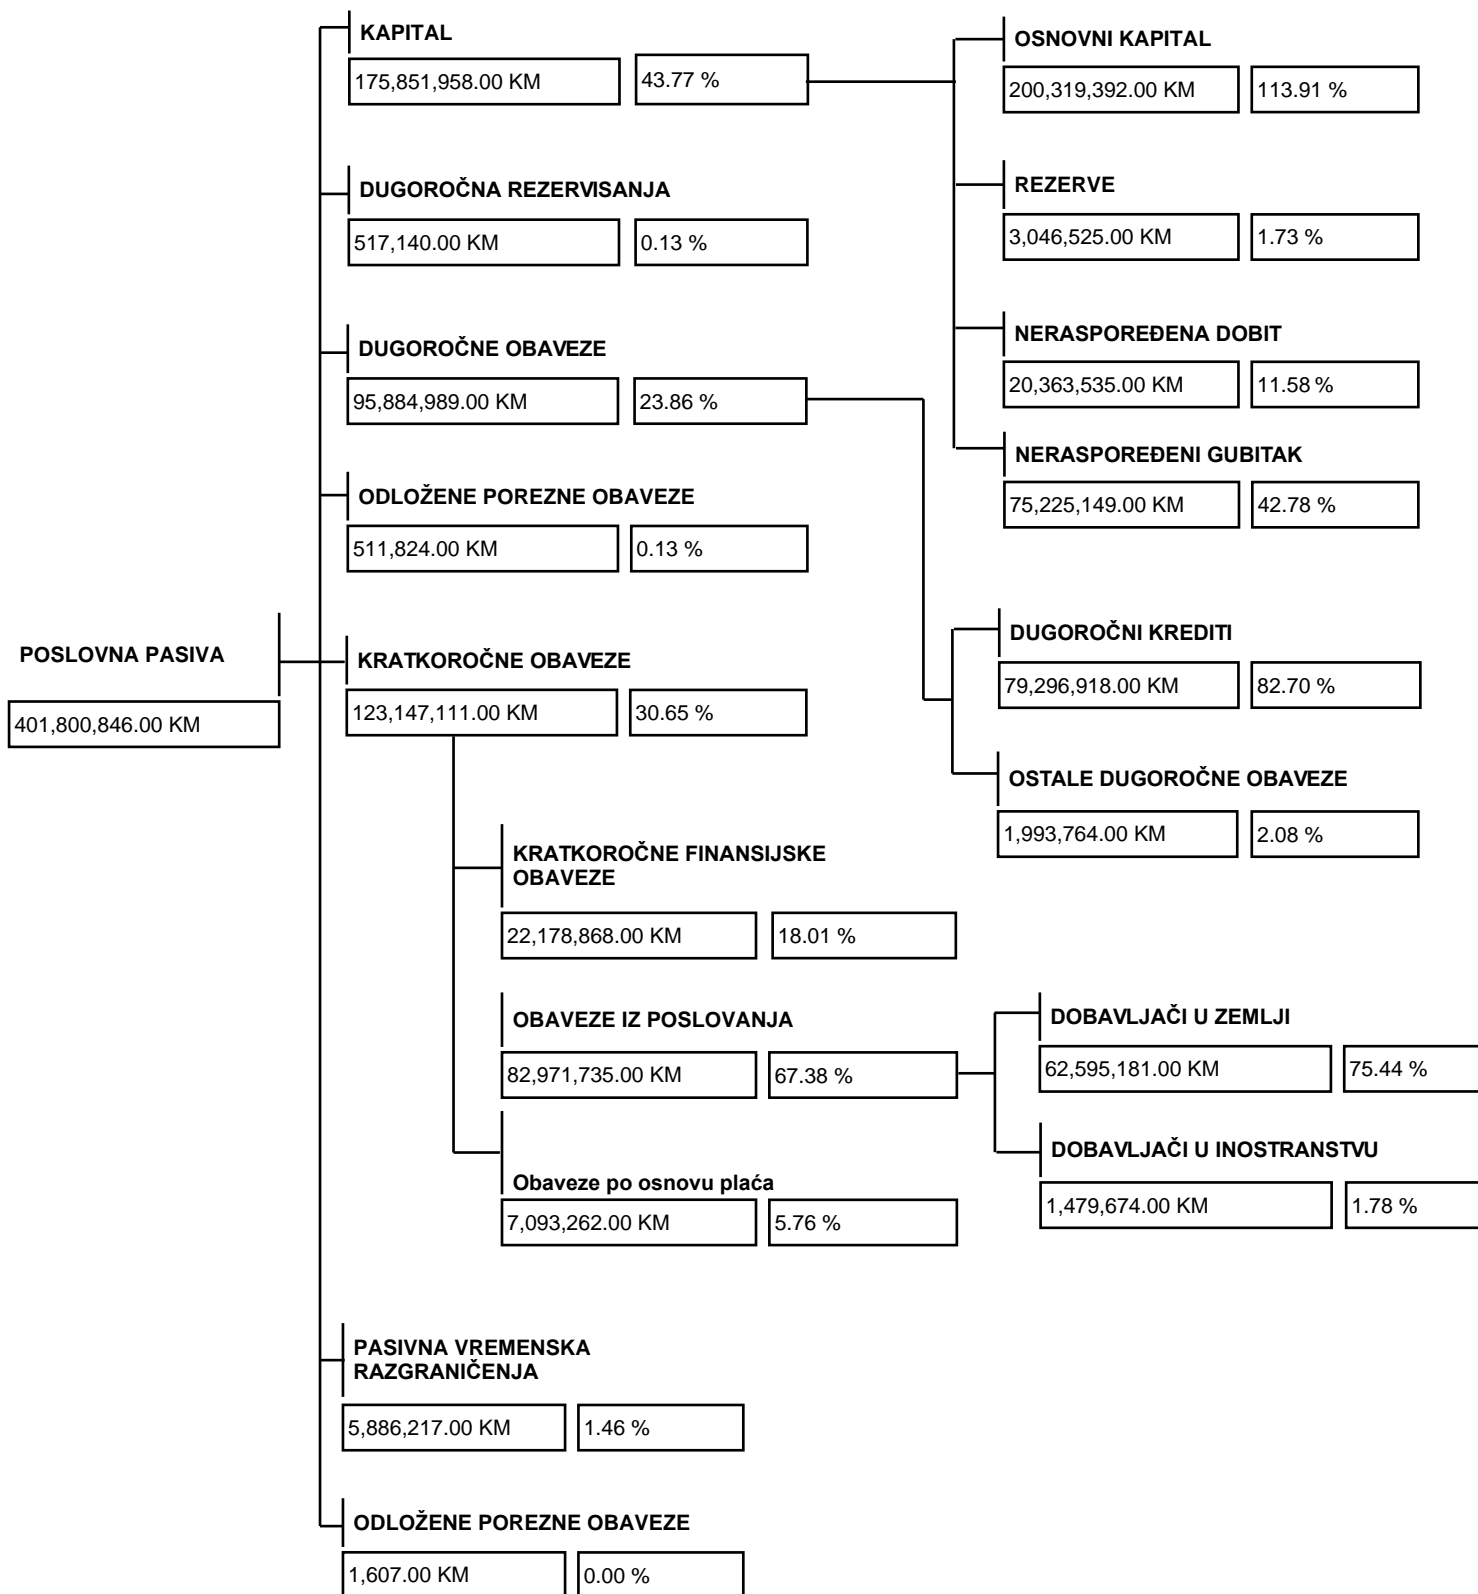 KAPITAL
175,851,958.00 KM
43.77 %
OSNOVNI KAPITAL
200,319,392.00 KM
113.91 %
DUGOROČNA REZERVISANJA
517,140.00 KM
0.13 %
REZERVE
3,046,525.00 KM
1.73 %
DUGOROČNE OBAVEZE
95,884,989.00 KM
23.86 %
NERASPOREĐENA DOBIT
20,363,535.00 KM
11.58 %
NERASPOREĐENI GUBITAK
75,225,149.00 KM
42.78 %
ODLOŽENE POREZNE OBAVEZE
511,824.00 KM
0.13 %
POSLOVNA PASIVA
401,800,846.00 KM
KRATKOROČNE OBAVEZE
123,147,111.00 KM
30.65 %
DUGOROČNI KREDITI
79,296,918.00 KM
82.70 %
OSTALE DUGOROČNE OBAVEZE
1,993,764.00 KM
2.08 %
KRATKOROČNE FINANSIJSKE
OBAVEZE
22,178,868.00 KM
18.01 %
OBAVEZE IZ POSLOVANJA
82,971,735.00 KM
67.38 %
DOBAVLJAČI U ZEMLJI
62,595,181.00 KM
75.44 %
DOBAVLJAČI U INOSTRANSTVU
1,479,674.00 KM
1.78 %
Obaveze po osnovu plaća
7,093,262.00 KM
5.76 %
PASIVNA VREMENSKA
RAZGRANIČENJA
5,886,217.00 KM
1.46 %
ODLOŽENE POREZNE OBAVEZE
1,607.00 KM
0.00 %